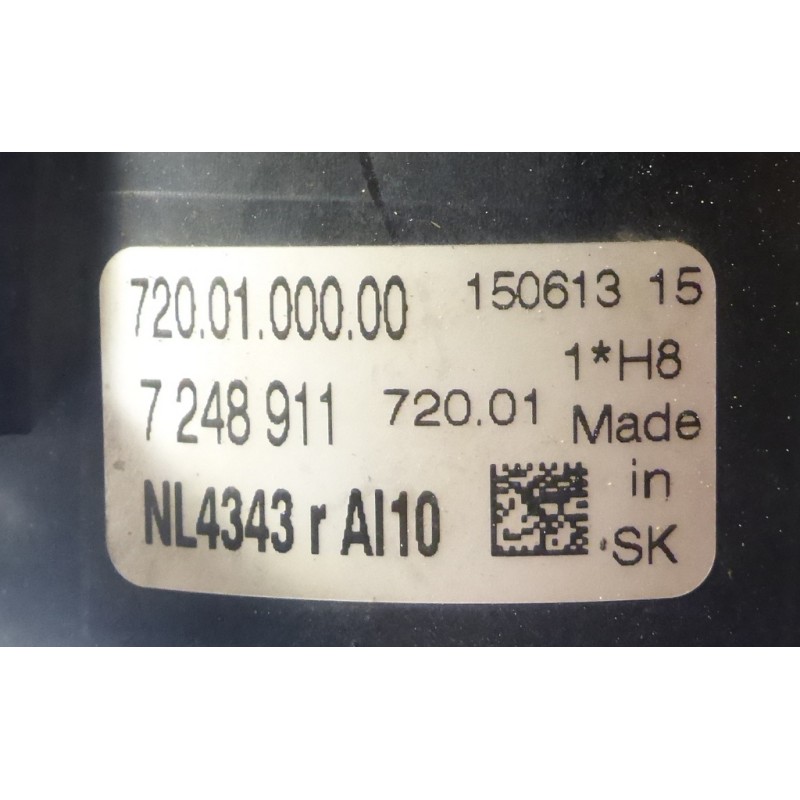 720.01.000.00 150613 15
1*H8
7 248 911 720.01 Made
in
NL4343 r AI10 SK